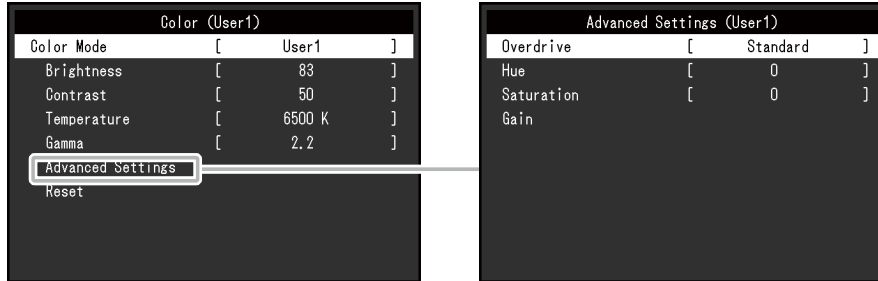 Color (User1)
Color Mode [ User1 ]
Brightness [ 83 ]
Contrast [ 50 ]
Temperature [ 6500 K ]
Gamma [ 2.2 ]
Advanced Settings
Reset
Advanced Settings (User1)
Overdrive [ Standard ]
Hue [ 0 ]
Saturation [ 0 ]
Gain